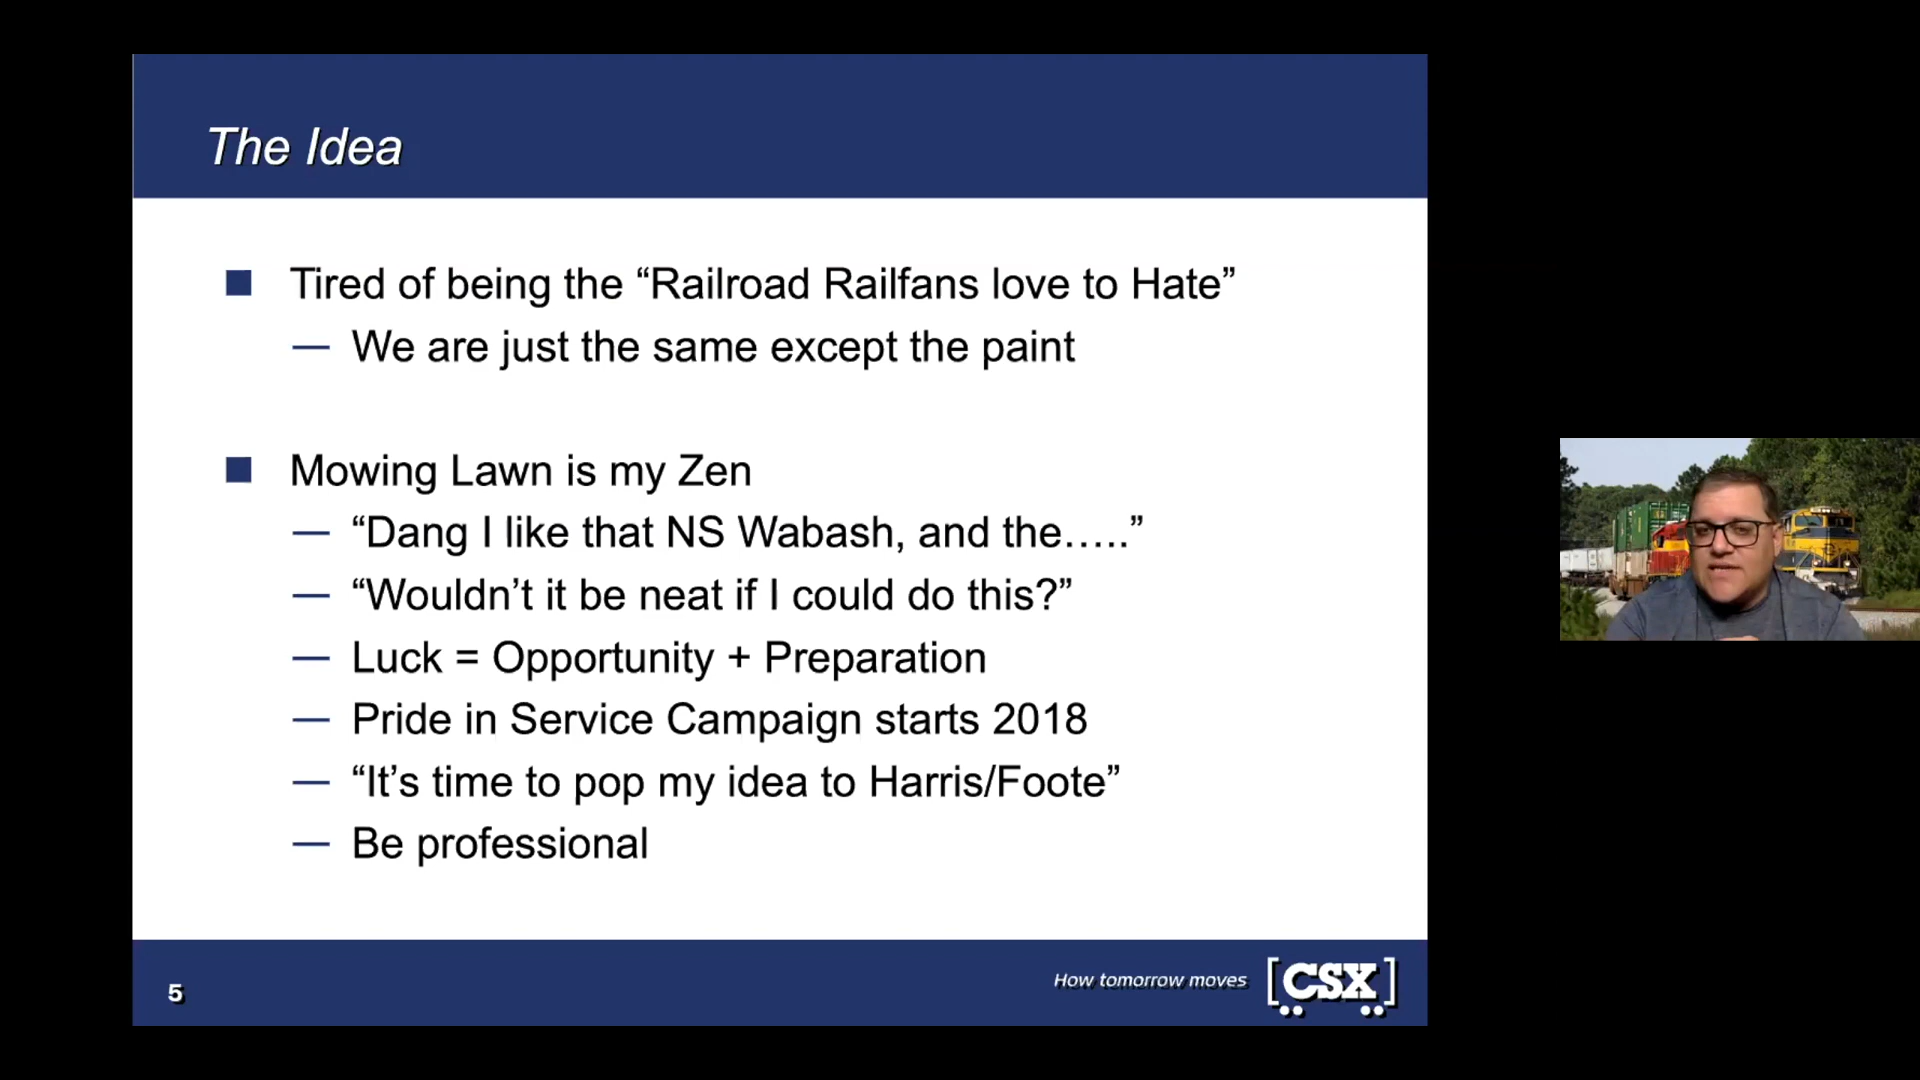 The Idea
Tired of being the “Railroad Railfans love to Hate”
— We are just the same except the paint
Mowing Lawn is my Zen
— “Dang I like that NS Wabash, and the…..”
— “Wouldn’t it be neat if I could do this?”
— Luck = Opportunity + Preparation
— Pride in Service Campaign starts 2018
— “It’s time to pop my idea to Harris/Foote”
— Be professional
5
How tomorrow moves
[CSX]